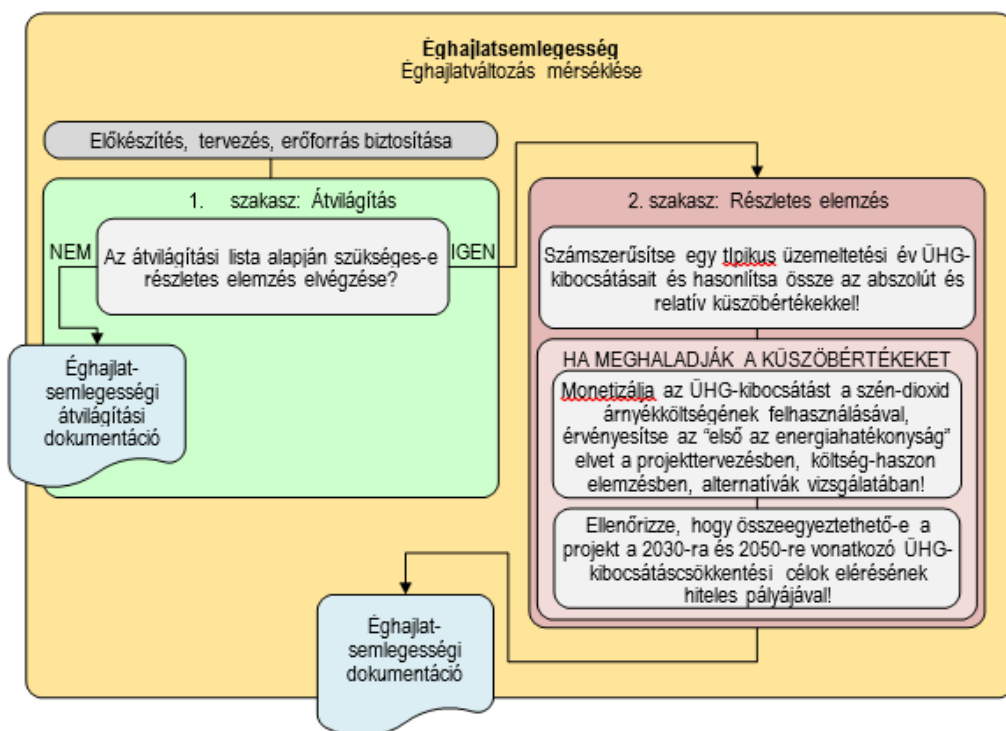 Éghajlatsemlegesség
Éghajlatváltozás mérséklése
Előkészítés, tervezés, erőforrás biztosítása
1. szakasz: Átvilágítás
NEM
Az átvilágítási lista alapján szükséges-e
részletes elemzés elvégzése?
IGEN
Éghajlat-
semlegességi
átvilágítási
dokumentáció
2. szakasz: Részletes elemzés
Számszerűsítse egy tIpikus üzemeltetési év ÜHG-
kibocsátásait és hasonlítsa össze az abszolút és
relatív küszöbértékekkel!
HA MEGHALADJÁK A KÜSZÖBÉRTÉKEKET
Monetizálja az ÜHG-kibocsátást a szén-dioxid
árnyékköltségének felhasználásával,
érvényesítse az “első az energiahatékonyság”
elvet a projekttervezésben, költség-haszon
elemzésben, alternatívák vizsgálatában!
Ellenőrizze, hogy összeegyeztethető-e a
projekt a 2030-ra és 2050-re vonatkozó ÜHG-
kibocsátáscsökkentési célok elérésének
hiteles pályájával!
Éghajlat-
semlegességi
dokumentáció